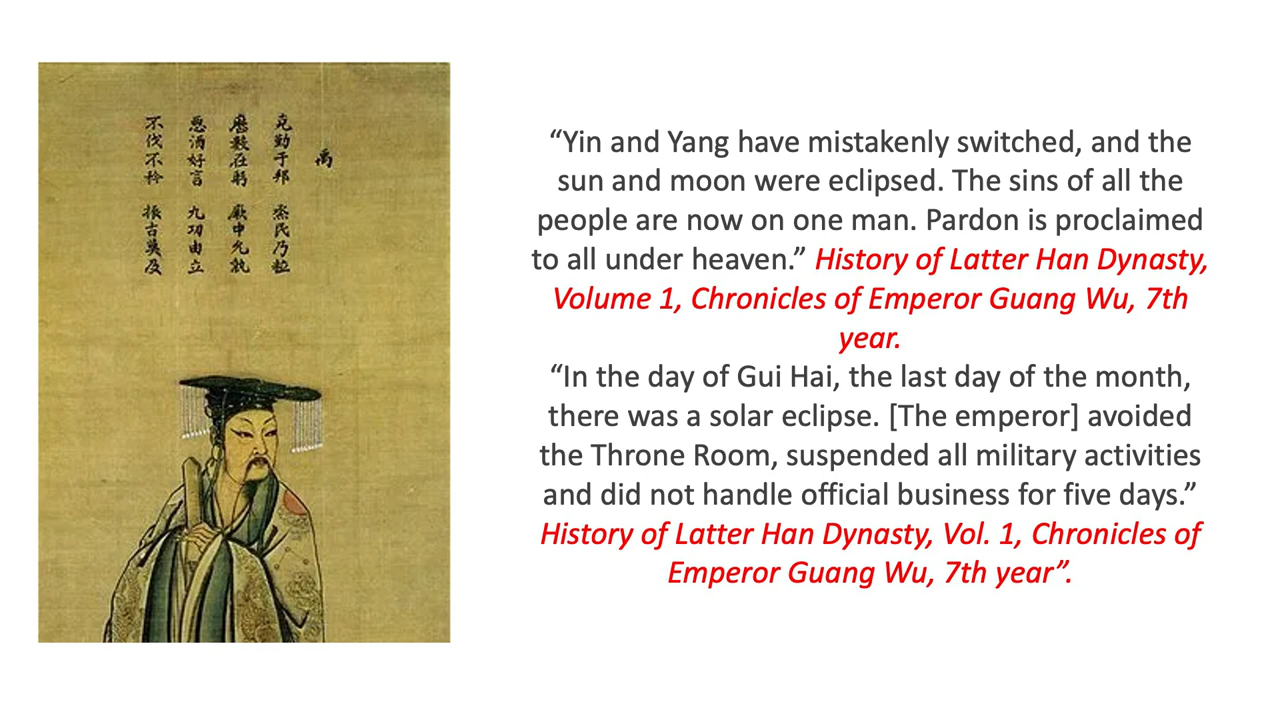 禹
克勤于邦 烝民乃粒
曆數在躬 厥中允執
惡酒好言 九功由立
不伐不矜 振古莫及
“Yin and Yang have mistakenly switched, and the
sun and moon were eclipsed. The sins of all the
people are now on one man. Pardon is proclaimed
to all under heaven.” History of Latter Han Dynasty,
Volume 1, Chronicles of Emperor Guang Wu, 7th
year.
“In the day of Gui Hai, the last day of the month,
there was a solar eclipse. [The emperor] avoided
the Throne Room, suspended all military activities
and did not handle official business for five days.”
History of Latter Han Dynasty, Vol. 1, Chronicles of
Emperor Guang Wu, 7th year”.